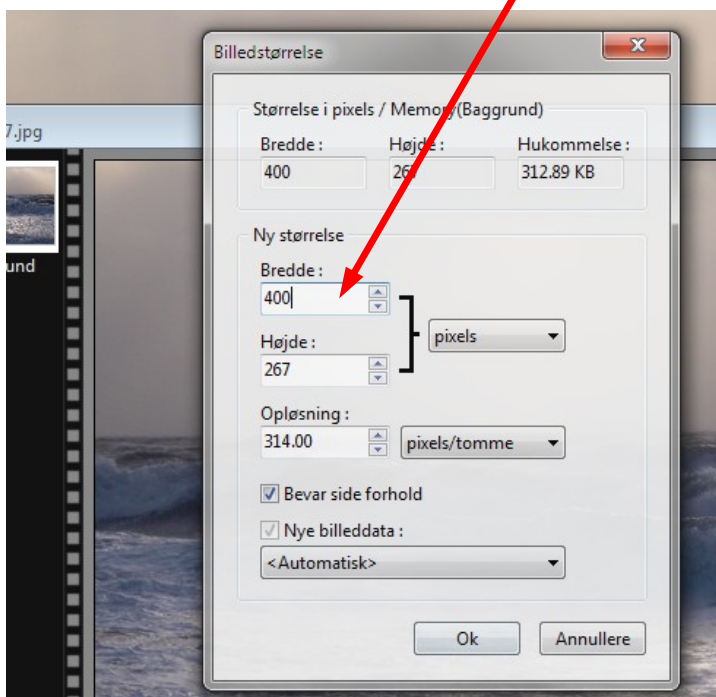 Billedstørrelse
7.jpg
Størrelse i pixels / Memory(Baggrund)
Bredde : Højde : Hukommelse :
400 267 312.89 KB
und
Ny størrelse
Bredde :
400
pixels
Højde :
267
Opløsning :
314.00 pixels/tomme
Bevar side forhold
Nye billeddata :
<Automatisk>
Ok Annullere